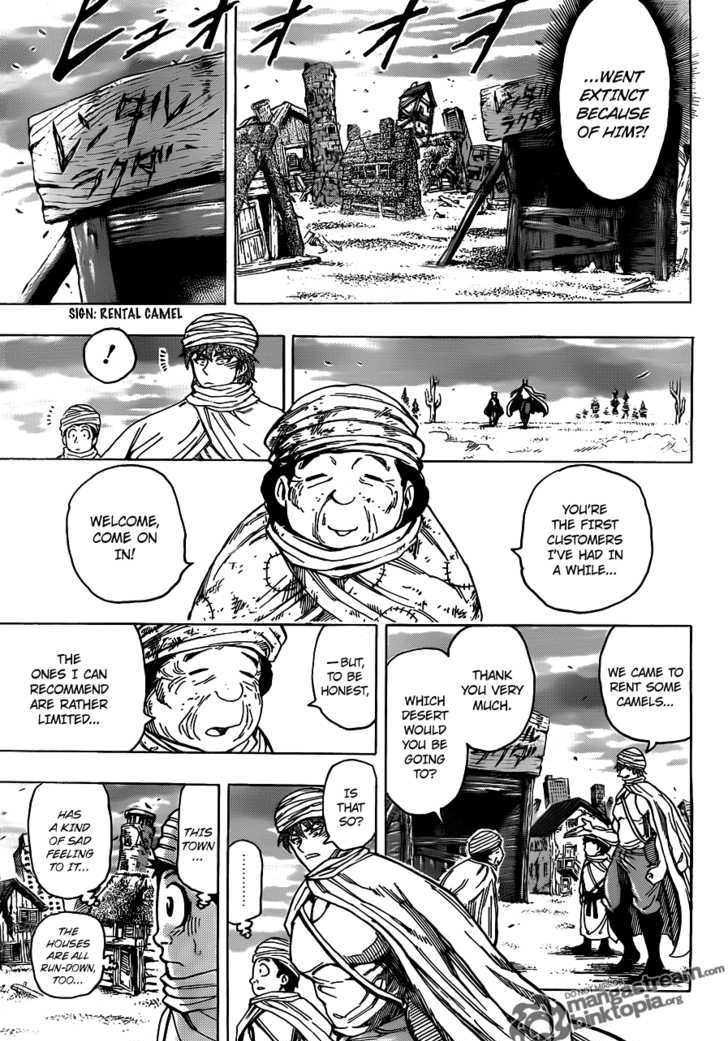 ヒュオオオオ
...WENT
EXTINCT
BECAUSE
OF HIM?!
レンタル
ラクダ
レンタル
ラクダ
SIGN: RENTAL CAMEL
!
YOU'RE
THE FIRST
CUSTOMERS
I'VE HAD IN
A WHILE...
WELCOME,
COME ON
IN!
WE CAME TO
RENT SOME
CAMELS...
THANK
YOU VERY
MUCH.
WHICH
DESERT
WOULD
YOU BE
GOING
TO?
—BUT,
TO BE
HONEST,
THE
ONES I CAN
RECOMMEND
ARE RATHER
LIMITED...
IS
THAT
SO?
........
THIS
TOWN
...
HAS
A KIND
OF SAD
FEELING
TO IT...
THE
HOUSES
ARE ALL
RUN-DOWN,
TOO...
mangastream.com
binktopia.org